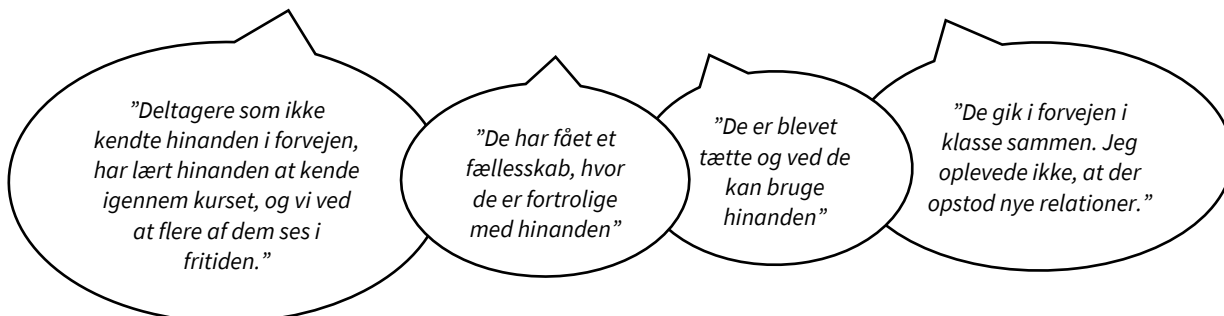 ”Deltagere som ikke
kendte hinanden i forvejen,
har lært hinanden at kende
igennem kurset, og vi ved
at flere af dem ses i
fritiden.”
”De har fået et
fællesskab, hvor
de er fortrolige
med hinanden”
”De er blevet
tætte og ved de
kan bruge
hinanden”
”De gik i forvejen i
klasse sammen. Jeg
oplevede ikke, at der
opstod nye relationer.”